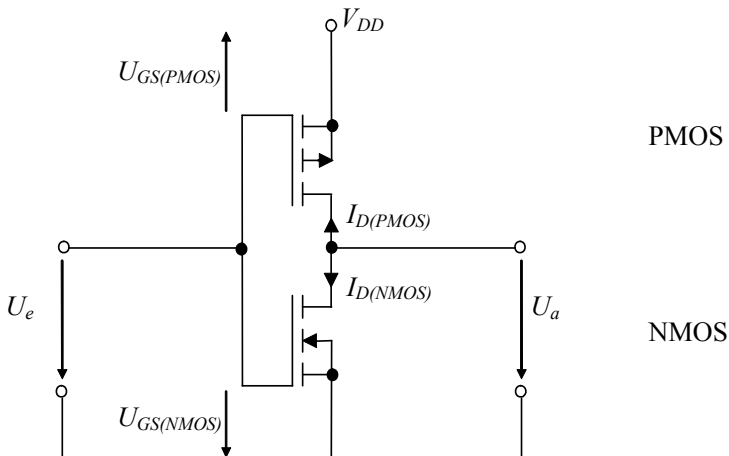 V_DD
U_GS(PMOS)
PMOS
I_D(PMOS)
I_D(NMOS)
U_e
U_a
NMOS
U_GS(NMOS)